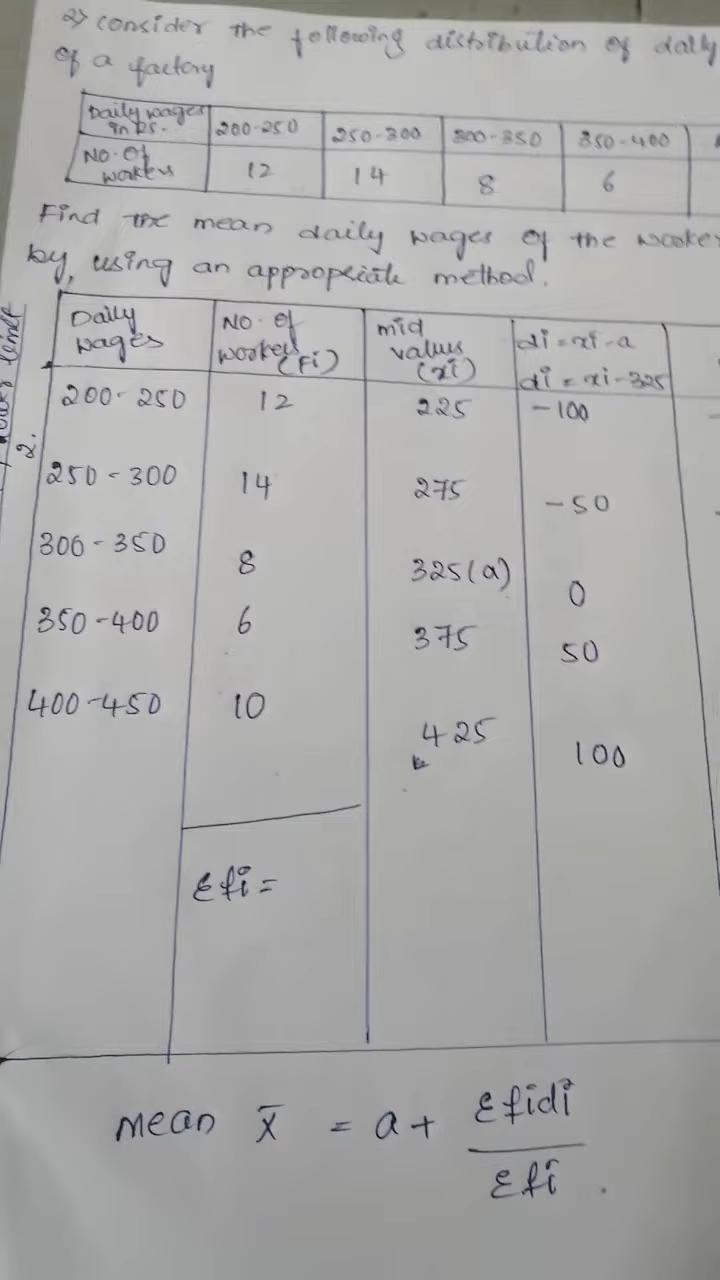 2) consider the following distribution of daily
of a factory
Daily wages in Rs. 200-250 250-300 300-350 350-400
No. of workers 12 14 8 6
Find the mean daily wages of the worker
by, using an appropriate method.
Daily wages No. of workers (Fi) mid values (xi) di = xi - a
di = xi - 325
200 - 250 12 225 - 100
250 - 300 14 275 - 50
300 - 350 8 325(a) 0
350 - 400 6 375 50
400 - 450 10 425 100
Σfi =
2.
mean x̄ = a + Σfidi / Σfi .